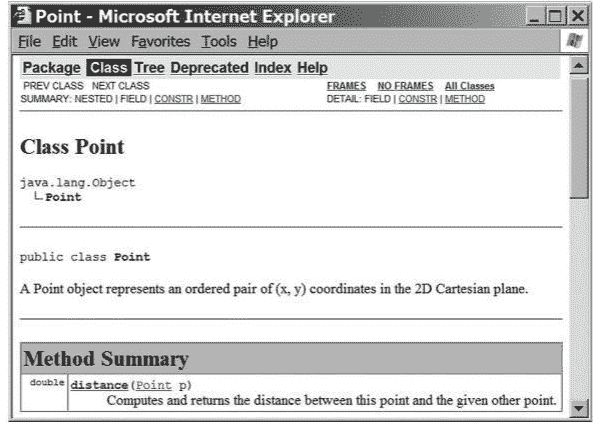 Point - Microsoft Internet Explorer
File Edit View Favorites Tools Help
Package Class Tree Deprecated Index Help
PREV CLASS NEXT CLASS FRAMES NO FRAMES All Classes
SUMMARY: NESTED | FIELD | CONSTR | METHOD DETAIL: FIELD | CONSTR | METHOD
Class Point
java.lang.Object
Point
public class Point
A Point object represents an ordered pair of (x, y) coordinates in the 2D Cartesian plane.
Method Summary
double distance(Point p)
Computes and returns the distance between this point and the given other point.